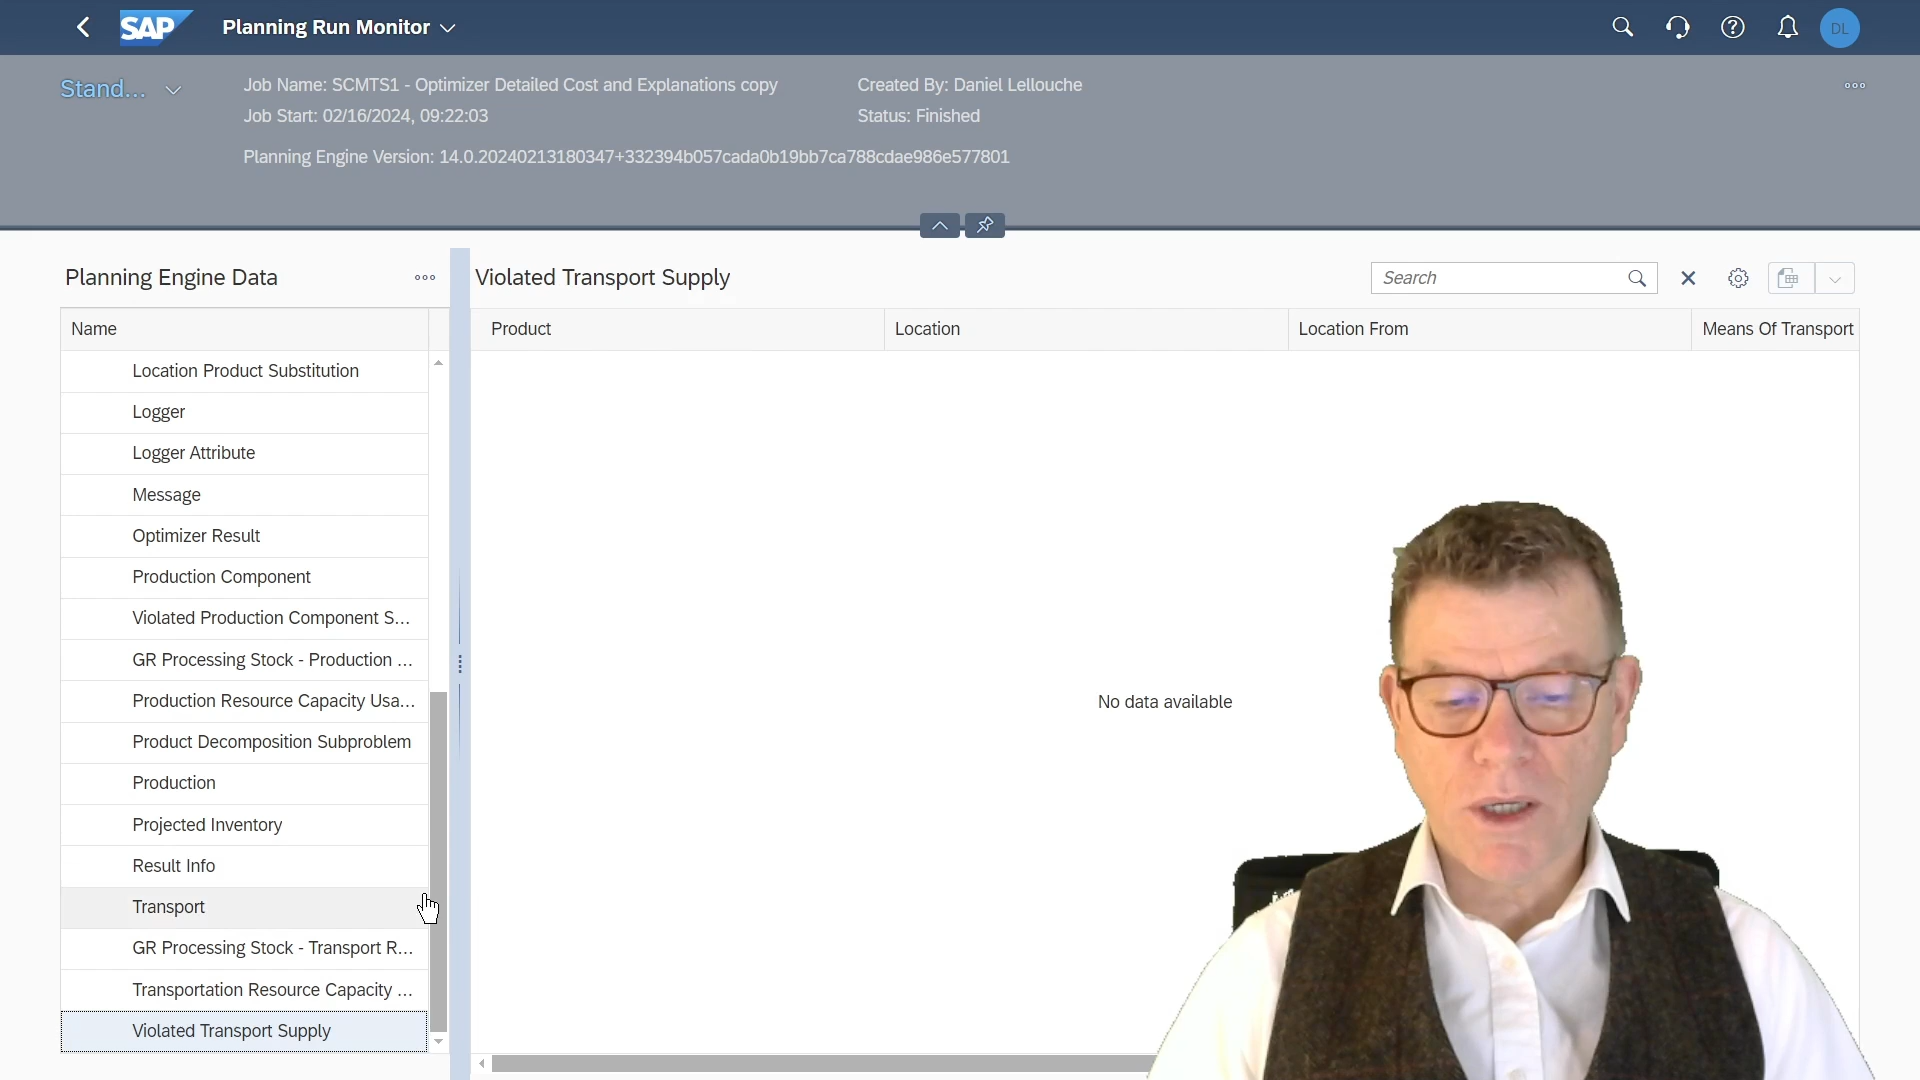 SAP
Planning Run Monitor
DL
Stand...
Job Name: SCMTS1 - Optimizer Detailed Cost and Explanations copy
Created By: Daniel Lellouche
Job Start: 02/16/2024, 09:22:03
Status: Finished
Planning Engine Version: 14.0.20240213180347+332394b057cada0b19bb7ca788cdae986e577801
Planning Engine Data
Violated Transport Supply
Search
Name
Product
Location
Location From
Means Of Transport
Location Product Substitution
Logger
Logger Attribute
Message
Optimizer Result
Production Component
Violated Production Component S...
GR Processing Stock - Production ...
Production Resource Capacity Usa...
No data available
Product Decomposition Subproblem
Production
Projected Inventory
Result Info
Transport
GR Processing Stock - Transport R...
Transportation Resource Capacity ...
Violated Transport Supply